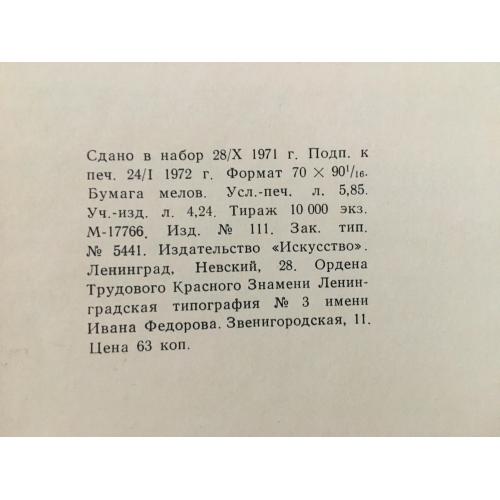 Сдано в набор 28/X 1971 г. Подп. к
печ. 24/I 1972 г. Формат 70 × 90¹/₁₆.
Бумага мелов. Усл.-печ. л. 5,85.
Уч.-изд. л. 4,24. Тираж 10 000 экз.
М-17766. Изд. № 111. Зак. тип.
№ 5441. Издательство «Искусство».
Ленинград, Невский, 28. Ордена
Трудового Красного Знамени Ленин-
градская типография № 3 имени
Ивана Федорова. Звенигородская, 11.
Цена 63 коп.